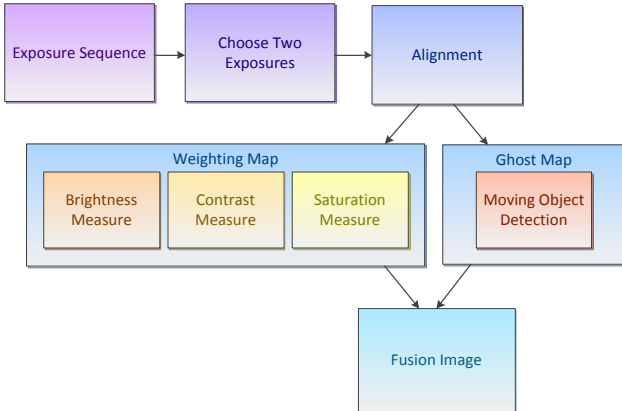 Exposure Sequence
Choose Two
Exposures
Alignment
Weighting Map
Brightness
Measure
Contrast
Measure
Saturation
Measure
Ghost Map
Moving Object
Detection
Fusion Image